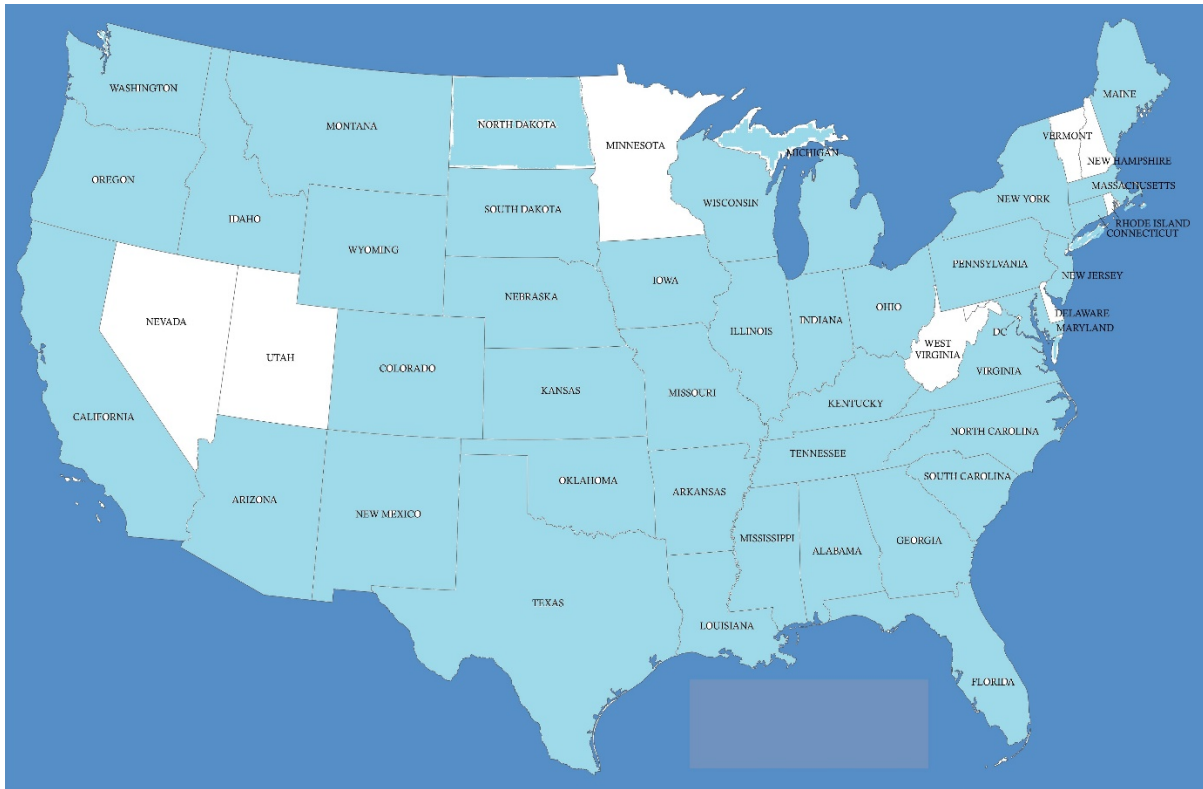 WASHINGTON
MONTANA
NORTH DAKOTA
MINNESOTA
MAINE
VERMONT
MICHIGAN
NEW HAMPSHIRE
OREGON
IDAHO
SOUTH DAKOTA
WISCONSIN
NEW YORK
MASSACHUSETTS
RHODE ISLAND
CONNECTICUT
WYOMING
PENNSYLVANIA
NEW JERSEY
IOWA
NEBRASKA
OHIO
DELAWARE
NEVADA
ILLINOIS
INDIANA
DC
MARYLAND
UTAH
WEST
VIRGINIA
COLORADO
VIRGINIA
KANSAS
MISSOURI
KENTUCKY
CALIFORNIA
NORTH CAROLINA
TENNESSEE
OKLAHOMA
SOUTH CAROLINA
ARIZONA
ARKANSAS
NEW MEXICO
MISSISSIPPI
ALABAMA
GEORGIA
TEXAS
LOUISIANA
FLORIDA